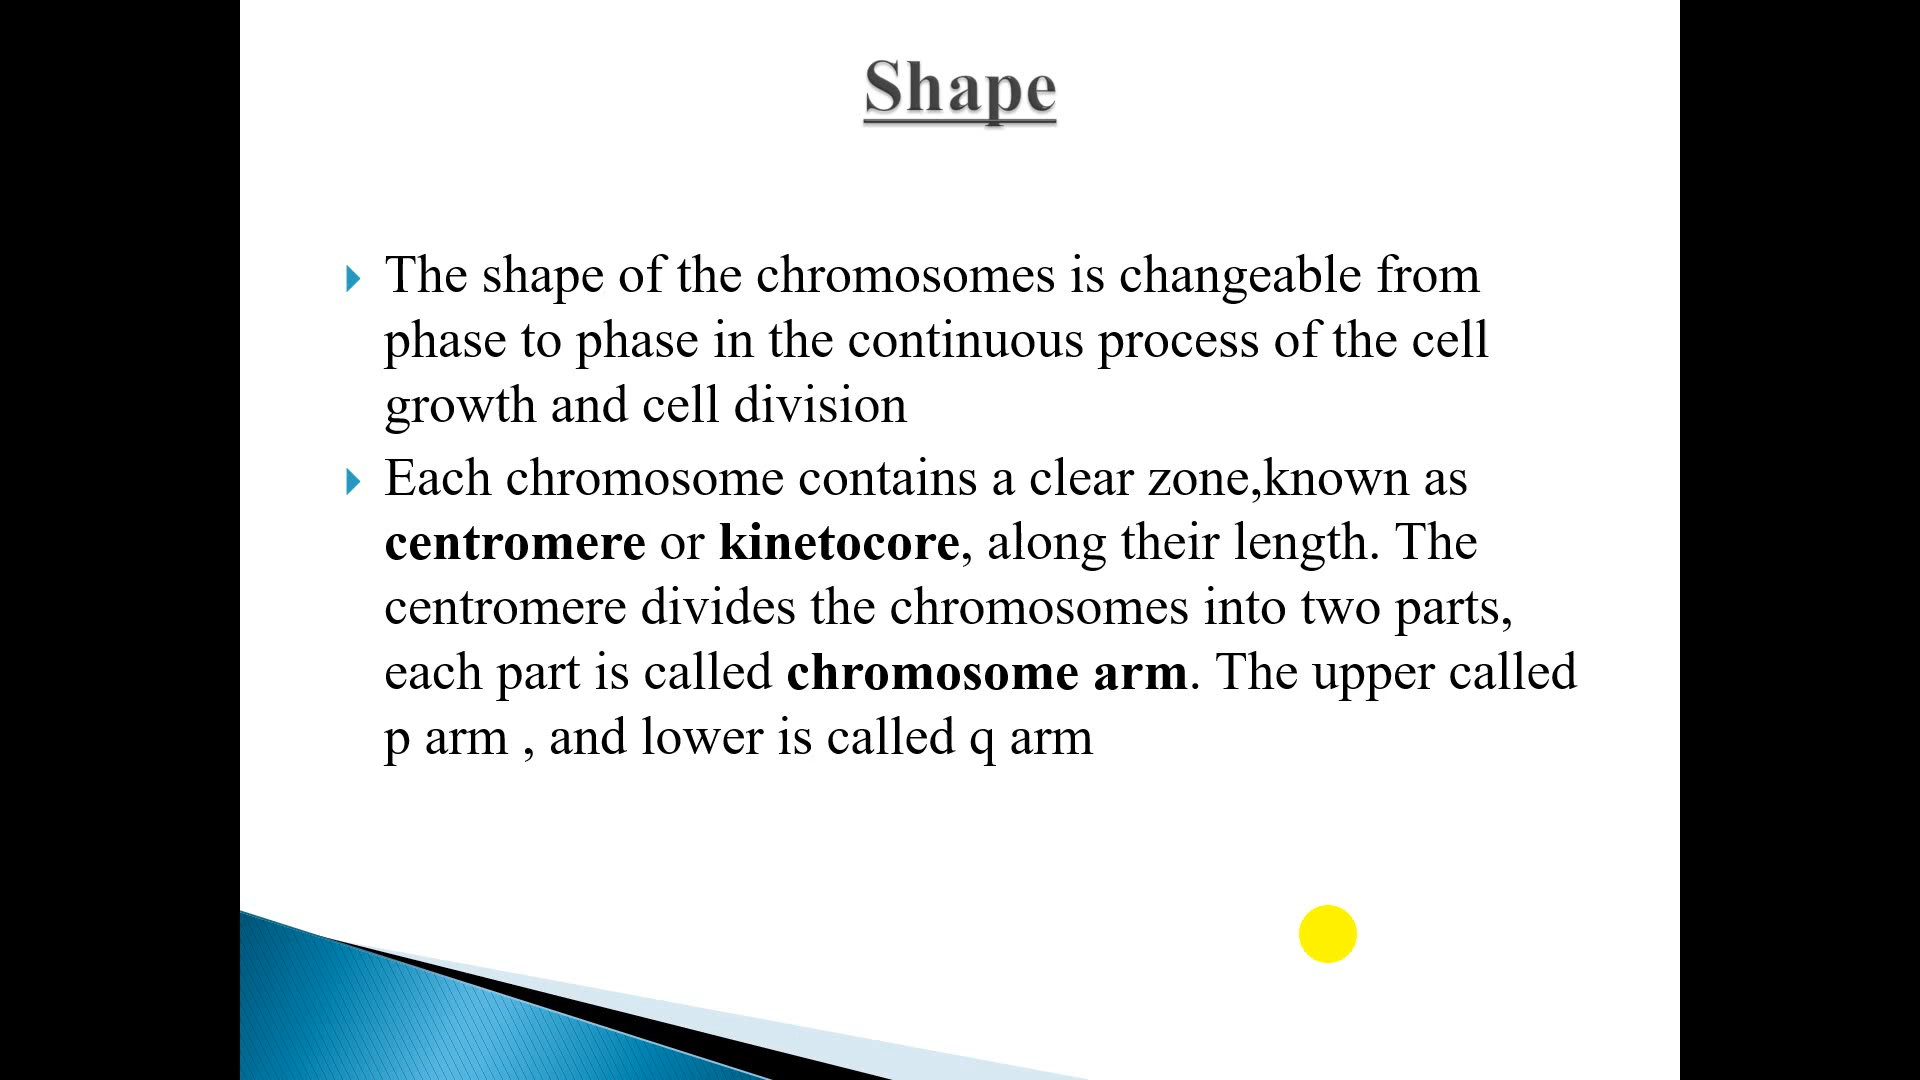 Shape
The shape of the chromosomes is changeable from
phase to phase in the continuous process of the cell
growth and cell division
Each chromosome contains a clear zone,known as
centromere or kinetocore, along their length. The
centromere divides the chromosomes into two parts,
each part is called chromosome arm. The upper called
p arm , and lower is called q arm